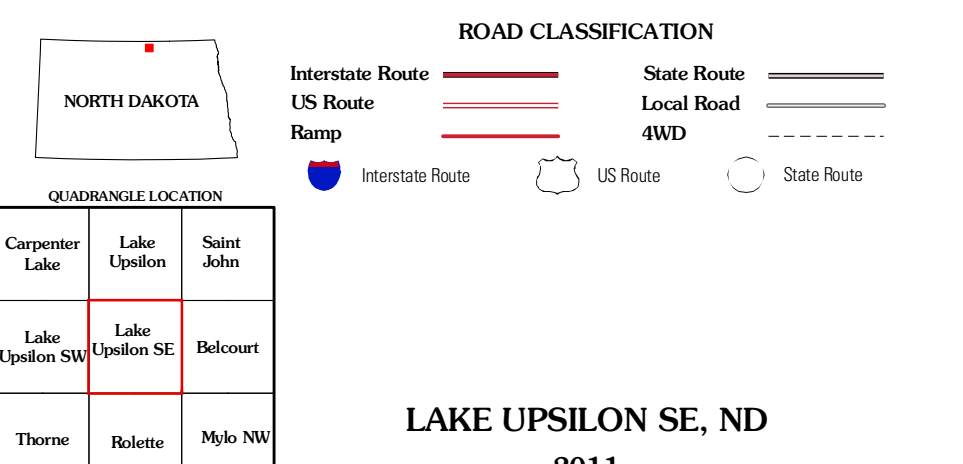 ROAD CLASSIFICATION
Interstate Route
State Route
US Route
Local Road
Ramp
4WD
Interstate Route
US Route
State Route
NORTH DAKOTA
QUADRANGLE LOCATION
Carpenter
Lake
Lake
Upsilon
Saint
John
Lake
Upsilon SW
Lake
Upsilon SE
Belcourt
Thorne
Rolette
Mylo NW
LAKE UPSILON SE, ND
2011